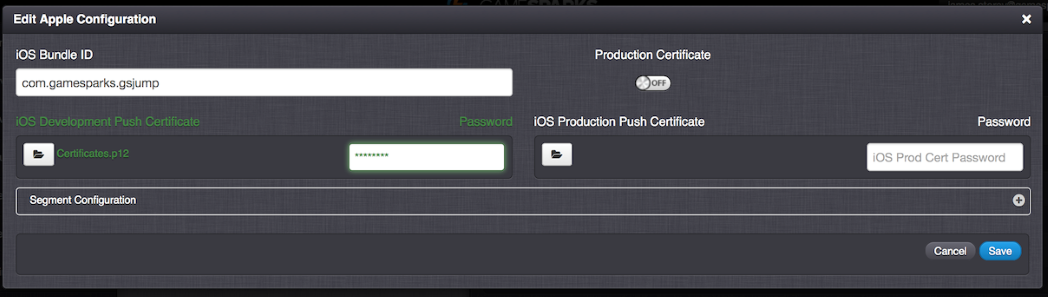 GAMESPARKS
Edit Apple Configuration
iOS Bundle ID
Production Certificate
com.gamesparks.gsjump
OFF
iOS Development Push Certificate
Password
iOS Production Push Certificate
Password
Certificates.p12
********
iOS Prod Cert Password
Segment Configuration
Cancel
Save